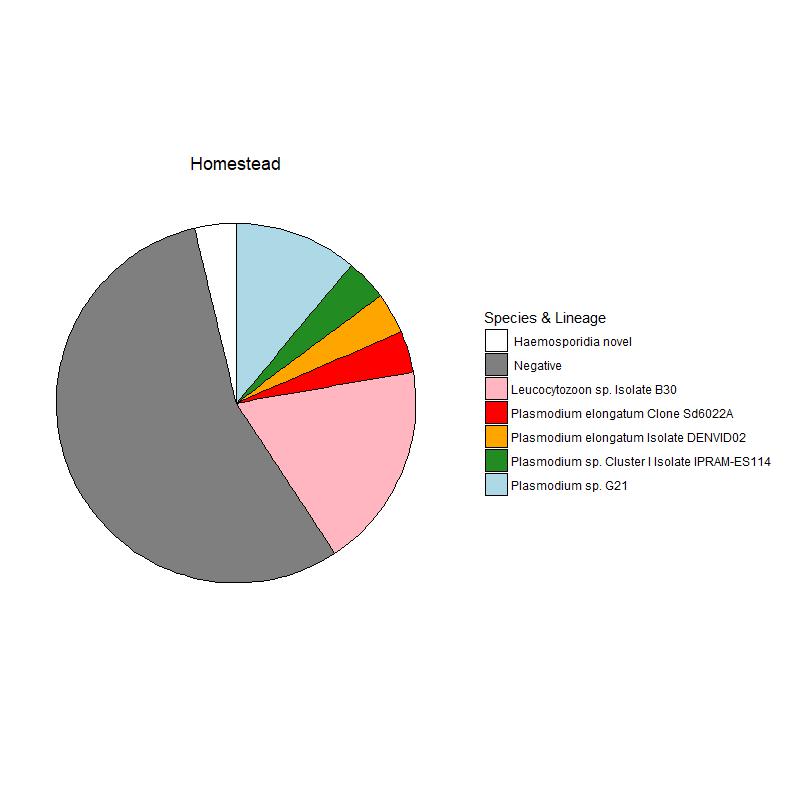 Homestead
Species & Lineage
Haemosporidia novel
Negative
Leucocytozoon sp. Isolate B30
Plasmodium elongatum Clone Sd6022A
Plasmodium elongatum Isolate DENVID02
Plasmodium sp. Cluster I Isolate IPRAM-ES114
Plasmodium sp. G21